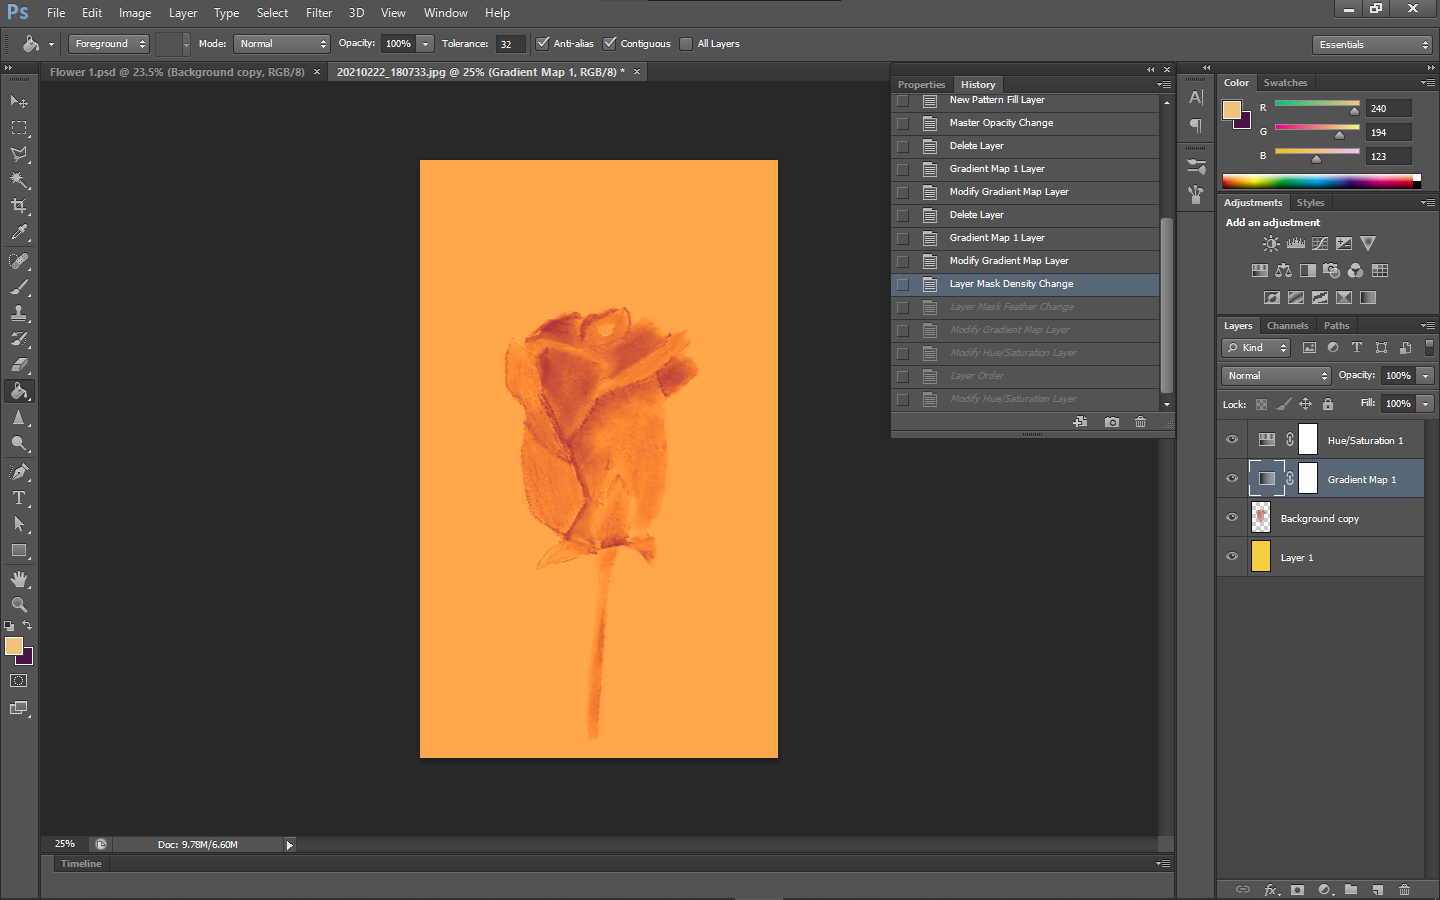 Ps File Edit Image Layer Type Select Filter 3D View Window Help
Foreground Mode: Normal Opacity: 100% Tolerance: 32 Anti-alias Contiguous All Layers Essentials
Flower 1.psd @ 23.5% (Background copy, RGB/8) × 20210222_180733.jpg @ 25% (Gradient Map 1, RGB/8) * ×
Properties History
New Pattern Fill Layer
Master Opacity Change
Delete Layer
Gradient Map 1 Layer
Modify Gradient Map Layer
Delete Layer
Gradient Map 1 Layer
Modify Gradient Map Layer
Layer Mask Density Change
Layer Mask Feather Change
Modify Gradient Map Layer
Modify Hue/Saturation Layer
Layer Order
Modify Hue/Saturation Layer
Color Swatches
R 240
G 194
B 123
Adjustments Styles
Add an adjustment
Layers Channels Paths
Kind
Normal Opacity: 100%
Lock: Fill: 100%
Hue/Saturation 1
Gradient Map 1
Background copy
Layer 1
25% Doc: 9.78M/6.60M
Timeline